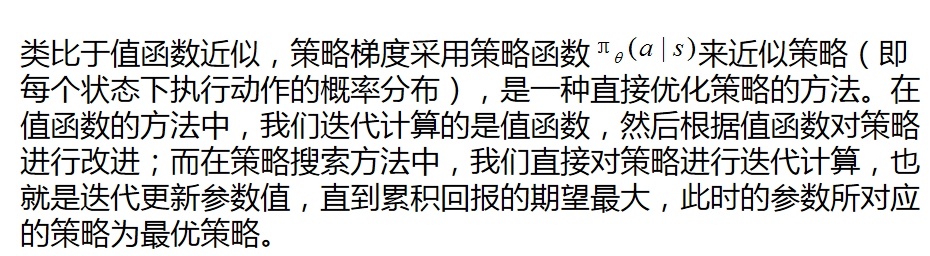 类比于值函数近似，策略梯度采用策略函数π_θ(a | s)来近似策略（即
每个状态下执行动作的概率分布），是一种直接优化策略的方法。在
值函数的方法中，我们迭代计算的是值函数，然后根据值函数对策略
进行改进；而在策略搜索方法中，我们直接对策略进行迭代计算，也
就是迭代更新参数值，直到累积回报的期望最大，此时的参数所对应
的策略为最优策略。